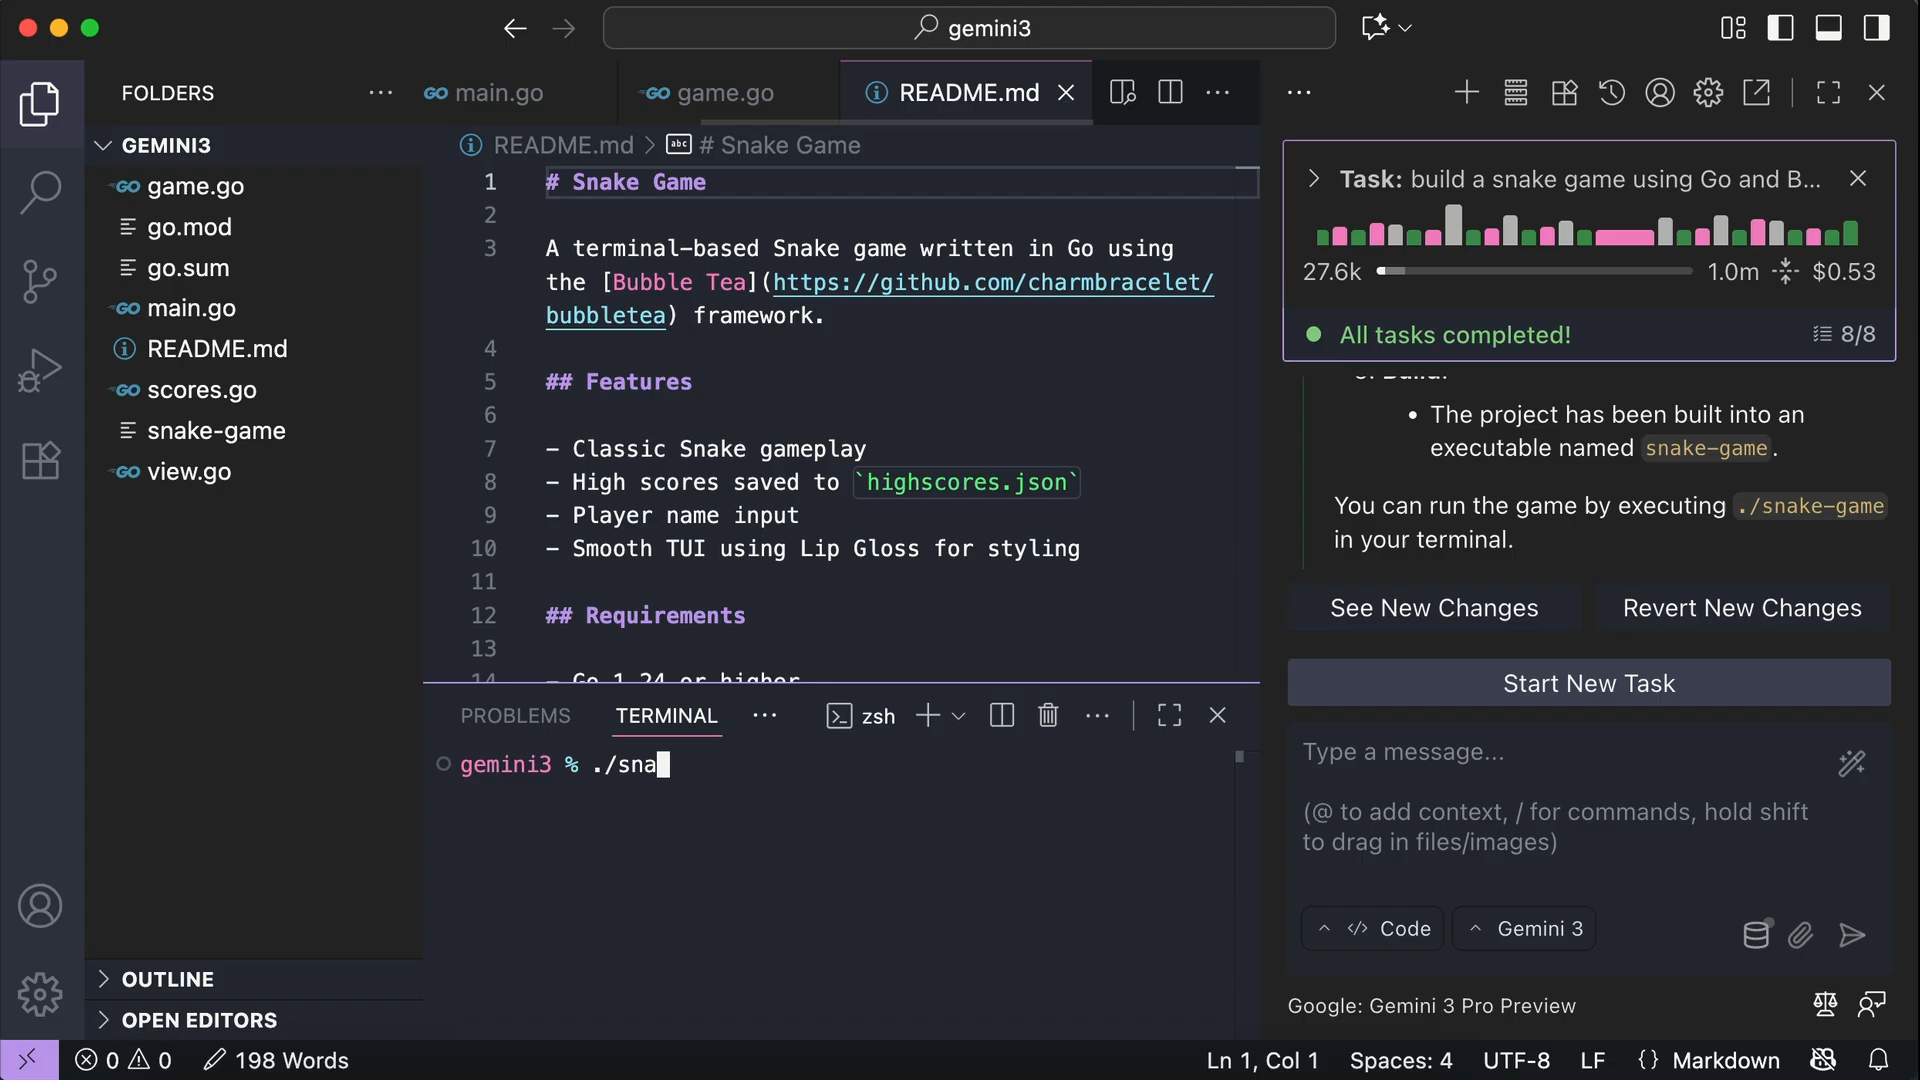 gemini3
FOLDERS
GEMINI3
game.go
go.mod
go.sum
main.go
README.md
scores.go
snake-game
view.go
OUTLINE
OPEN EDITORS
main.go
game.go
README.md
README.md > # Snake Game
1 # Snake Game
2
3 A terminal-based Snake game written in Go using
the [Bubble Tea](https://github.com/charmbracelet/
bubbletea) framework.
4
5 ## Features
6
7 - Classic Snake gameplay
8 - High scores saved to `highscores.json`
9 - Player name input
10 - Smooth TUI using Lip Gloss for styling
11
12 ## Requirements
13
14 - Go 1.24 or higher
PROBLEMS
TERMINAL
zsh
gemini3 % ./sna
Task: build a snake game using Go and B...
27.6k
1.0m
$0.53
All tasks completed!
8/8
Build:
• The project has been built into an
executable named snake-game.
You can run the game by executing ./snake-game
in your terminal.
See New Changes
Revert New Changes
Start New Task
Type a message...
(@ to add context, / for commands, hold shift
to drag in files/images)
Code
Gemini 3
Google: Gemini 3 Pro Preview
0
0
198 Words
Ln 1, Col 1
Spaces: 4
UTF-8
LF
{} Markdown